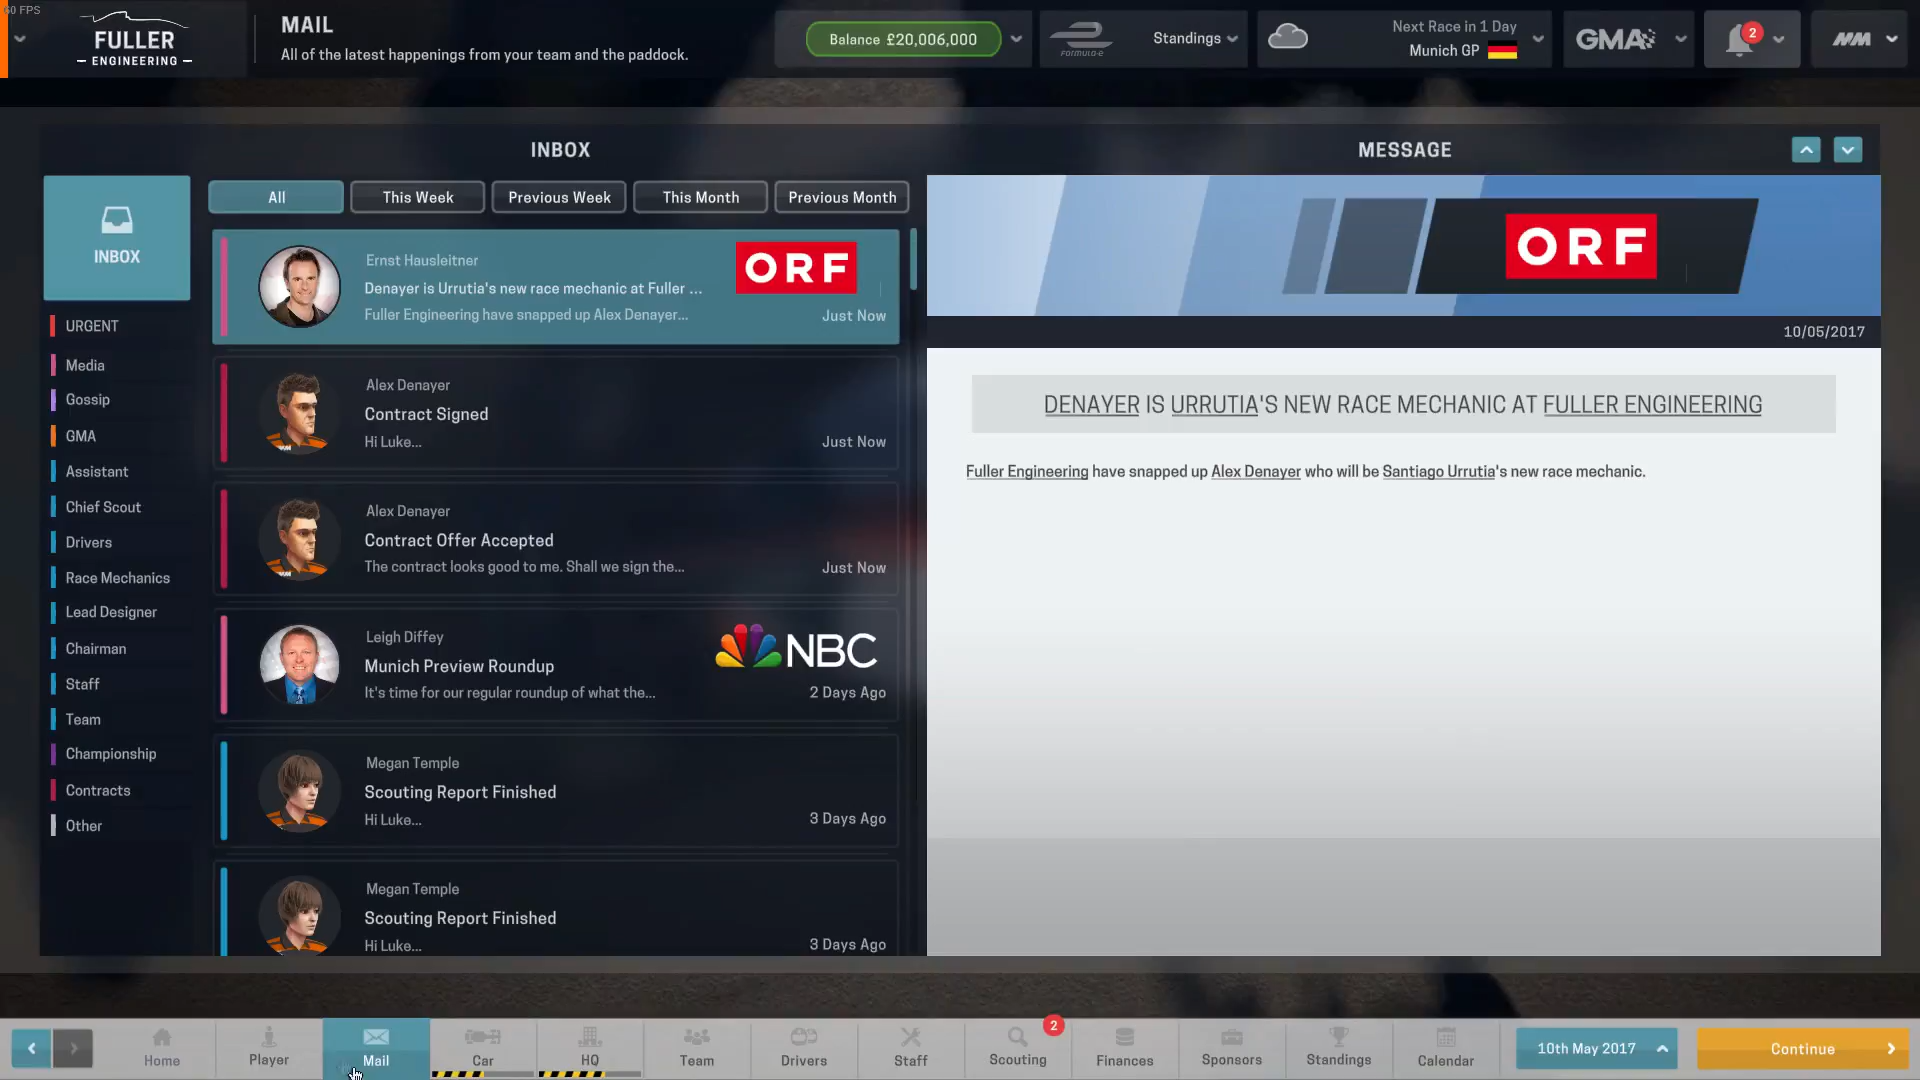 60 FPS
FULLER
ENGINEERING
MAIL
All of the latest happenings from your team and the paddock.
Balance £20,006,000
FORMULA-E
Standings
Next Race in 1 Day
Munich GP
GMA
2
INBOX
MESSAGE
INBOX
All
This Week
Previous Week
This Month
Previous Month
URGENT
Media
Gossip
GMA
Assistant
Chief Scout
Drivers
Race Mechanics
Lead Designer
Chairman
Staff
Team
Championship
Contracts
Other
Ernst Hausleitner
Denayer is Urrutia's new race mechanic at Fuller ...
Fuller Engineering have snapped up Alex Denayer...
ORF
Just Now
Alex Denayer
Contract Signed
Hi Luke...
Just Now
Alex Denayer
Contract Offer Accepted
The contract looks good to me. Shall we sign the...
Just Now
Leigh Diffey
Munich Preview Roundup
It's time for our regular roundup of what the...
NBC
2 Days Ago
Megan Temple
Scouting Report Finished
Hi Luke...
3 Days Ago
Megan Temple
Scouting Report Finished
Hi Luke...
3 Days Ago
ORF
10/05/2017
DENAYER IS URRUTIA'S NEW RACE MECHANIC AT FULLER ENGINEERING
Fuller Engineering have snapped up Alex Denayer who will be Santiago Urrutia's new race mechanic.
Home
Player
Mail
Car
HQ
Team
Drivers
Staff
2
Scouting
Finances
Sponsors
Standings
Calendar
10th May 2017
Continue